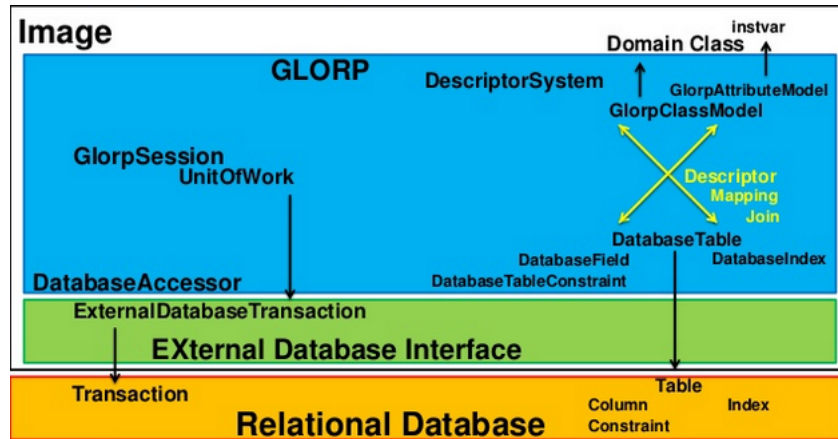 Image
instvar
Domain Class
GLORP
DescriptorSystem
GlorpAttributeModel
GlorpClassModel
GlorpSession
UnitOfWork
Descriptor
Mapping
Join
DatabaseTable
DatabaseField
DatabaseIndex
DatabaseAccessor
DatabaseTableConstraint
ExternalDatabaseTransaction
EXternal Database Interface
Transaction
Table
Column
Index
Constraint
Relational Database